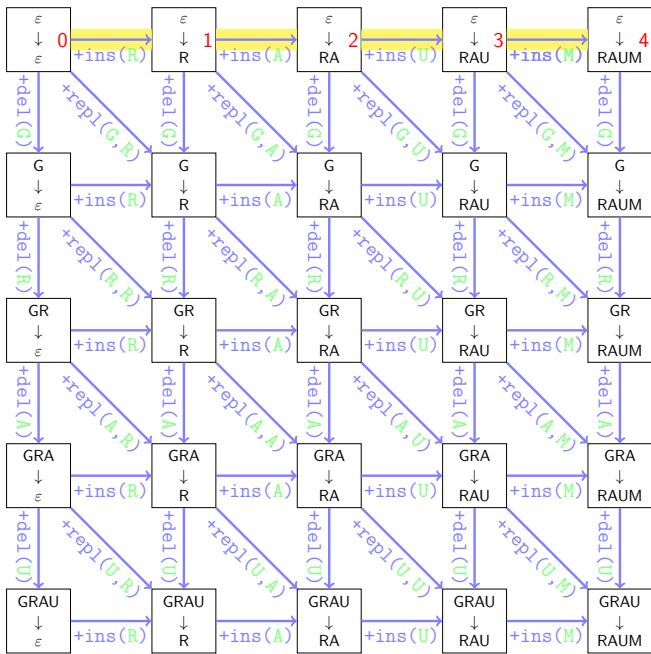 ε ↓ ε 0 +ins(R) ε ↓ R 1 +ins(A) ε ↓ RA 2 +ins(U) ε ↓ RAU 3 +ins(M) ε ↓ RAUM 4
+del(G) +repl(G,R) +del(G) +repl(G,A) +del(G) +repl(G,U) +del(G) +repl(G,M) +del(G)
G ↓ ε +ins(R) G ↓ R +ins(A) G ↓ RA +ins(U) G ↓ RAU +ins(M) G ↓ RAUM
+del(R) +repl(R,R) +del(R) +repl(R,A) +del(R) +repl(R,U) +del(R) +repl(R,M) +del(R)
GR ↓ ε +ins(R) GR ↓ R +ins(A) GR ↓ RA +ins(U) GR ↓ RAU +ins(M) GR ↓ RAUM
+del(A) +repl(A,R) +del(A) +repl(A,A) +del(A) +repl(A,U) +del(A) +repl(A,M) +del(A)
GRA ↓ ε +ins(R) GRA ↓ R +ins(A) GRA ↓ RA +ins(U) GRA ↓ RAU +ins(M) GRA ↓ RAUM
+del(U) +repl(U,R) +del(U) +repl(U,A) +del(U) +repl(U,U) +del(U) +repl(U,M) +del(U)
GRAU ↓ ε +ins(R) GRAU ↓ R +ins(A) GRAU ↓ RA +ins(U) GRAU ↓ RAU +ins(M) GRAU ↓ RAUM